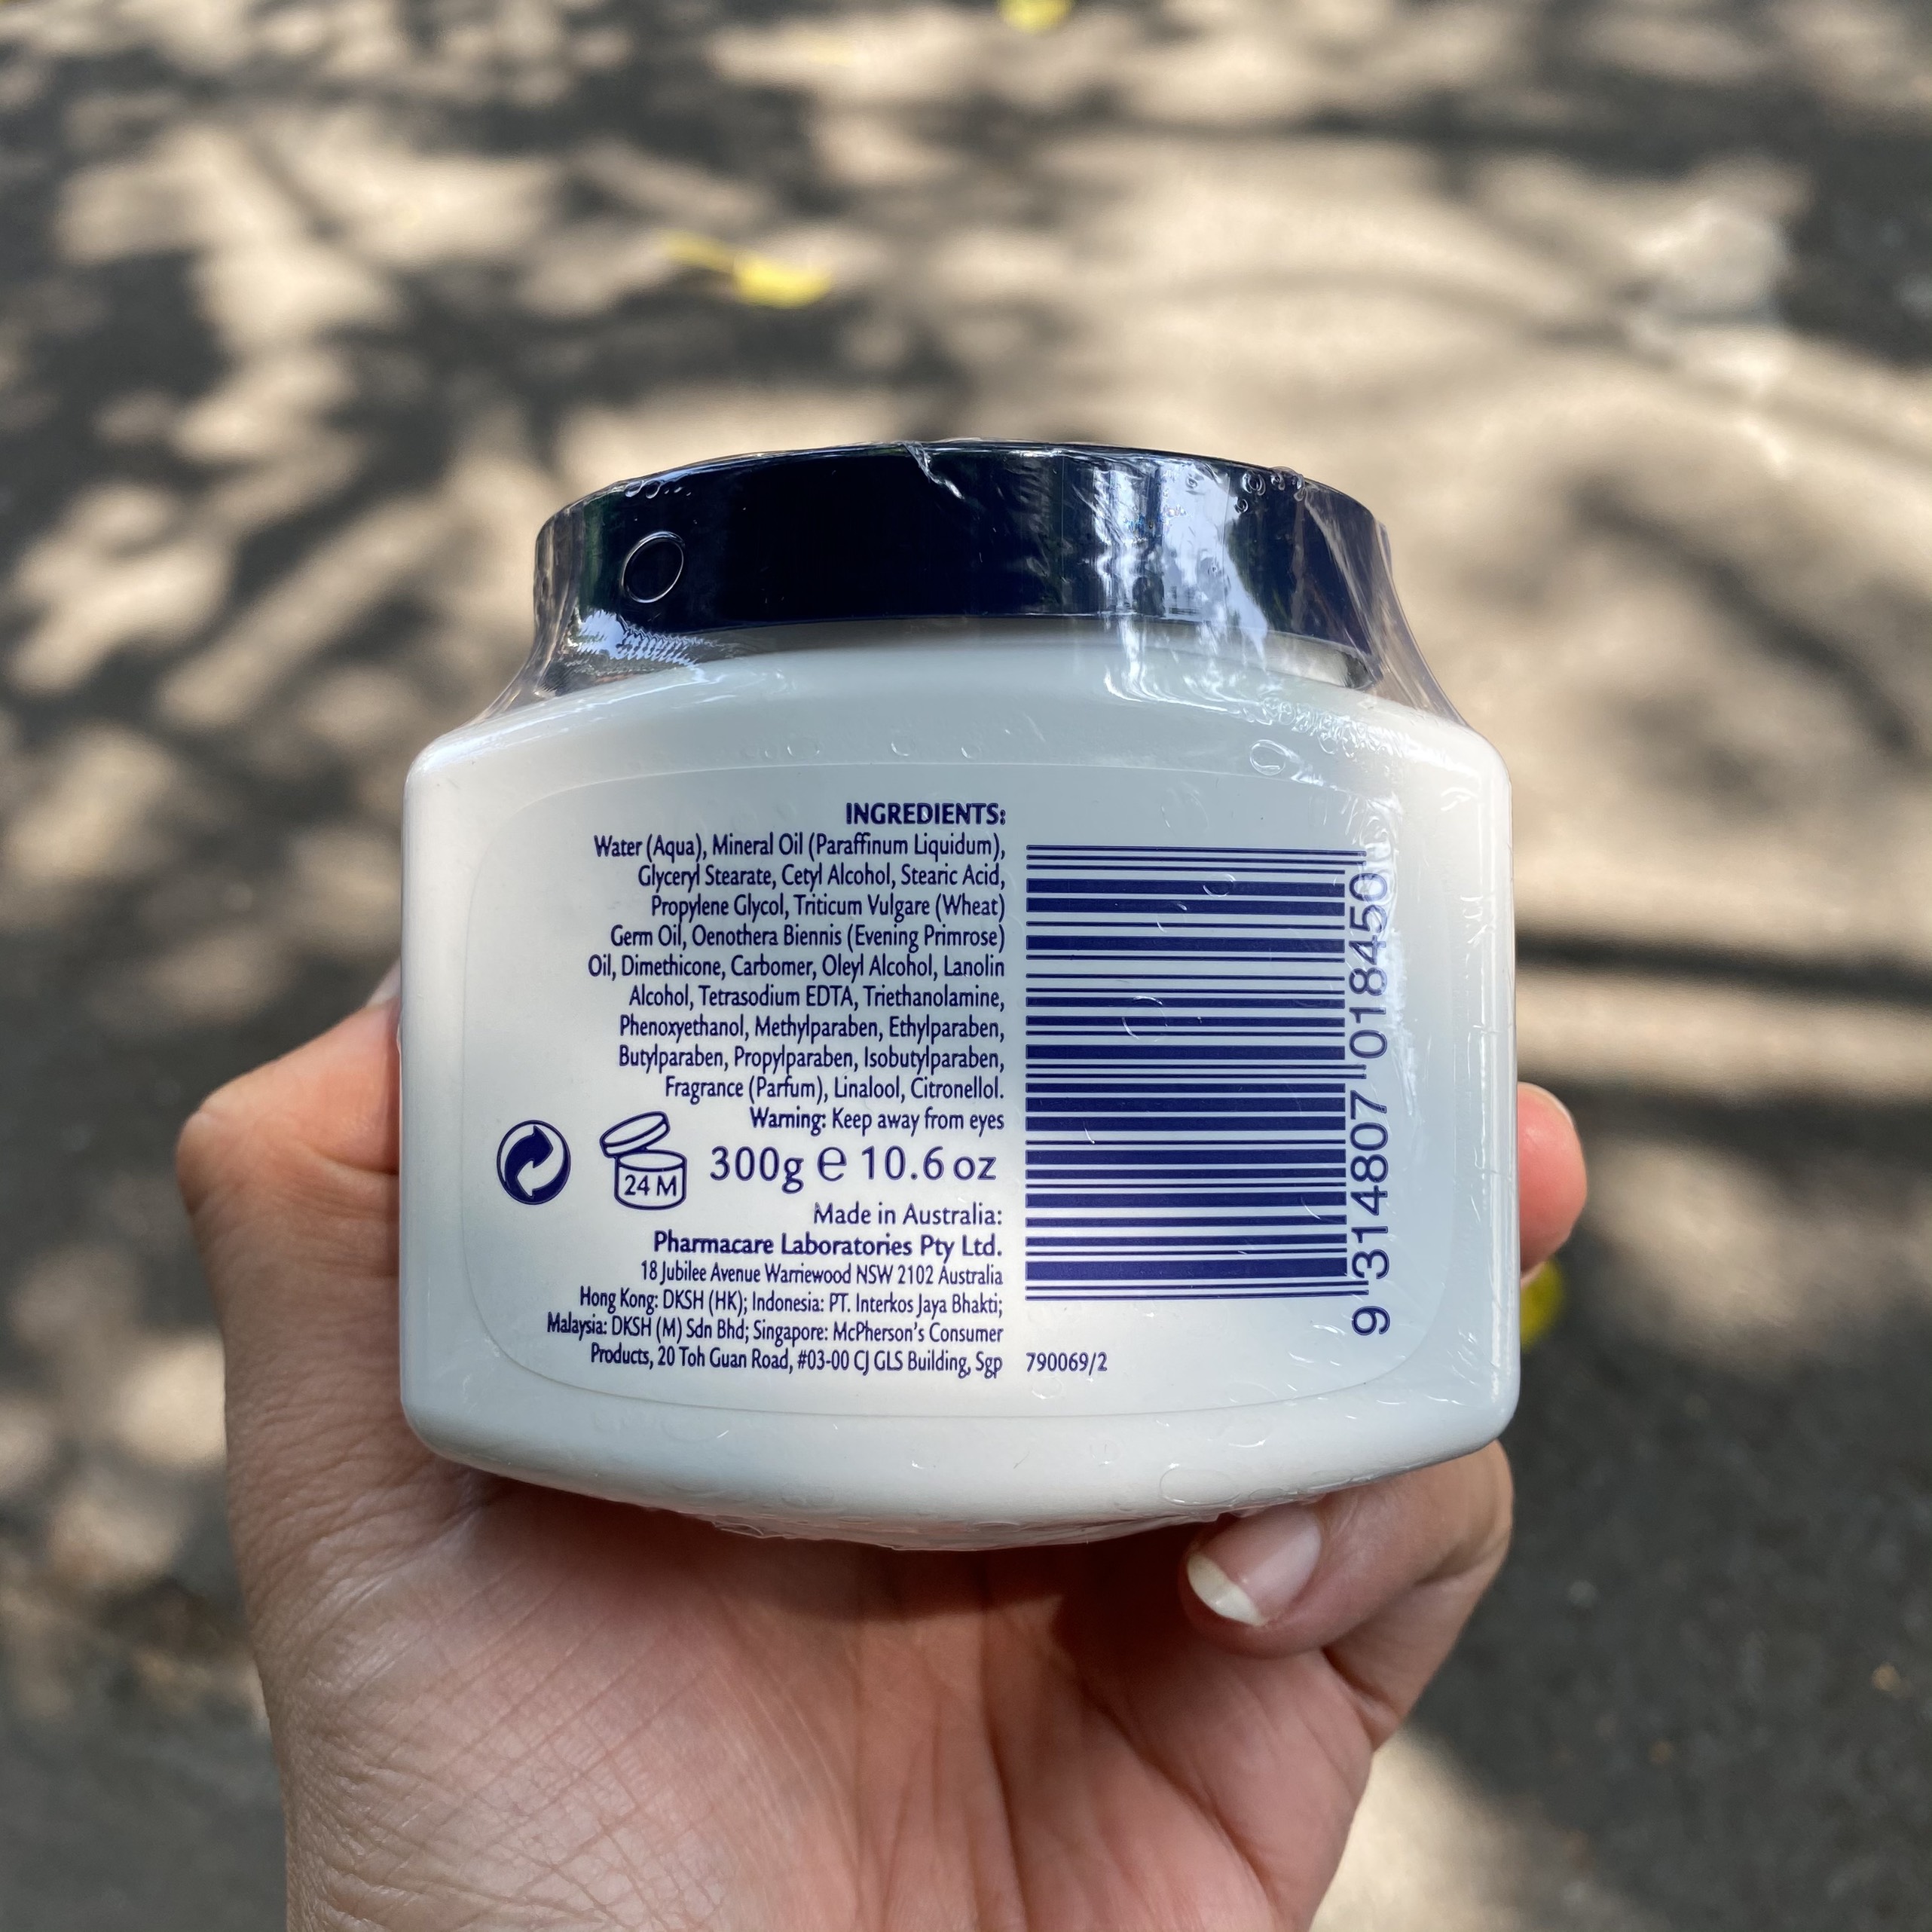 INGREDIENTS:
Water (Aqua), Mineral Oil (Paraffinum Liquidum),
Glyceryl Stearate, Cetyl Alcohol, Stearic Acid,
Propylene Glycol, Triticum Vulgare (Wheat)
Germ Oil, Oenothera Biennis (Evening Primrose)
Oil, Dimethicone, Carbomer, Oleyl Alcohol, Lanolin
Alcohol, Tetrasodium EDTA, Triethanolamine,
Phenoxyethanol, Methylparaben, Ethylparaben,
Butylparaben, Propylparaben, Isobutylparaben,
Fragrance (Parfum), Linalool, Citronellol.
Warning: Keep away from eyes
24 M
300g e 10.6 oz
Made in Australia:
Pharmacare Laboratories Pty Ltd.
18 Jubilee Avenue Warriewood NSW 2102 Australia
Hong Kong: DKSH (HK); Indonesia: PT. Interkos Jaya Bhakti;
Malaysia: DKSH (M) Sdn Bhd; Singapore: McPherson's Consumer
Products, 20 Toh Guan Road, #03-00 CJ GLS Building, Sgp
9 314807 018450
790069/2